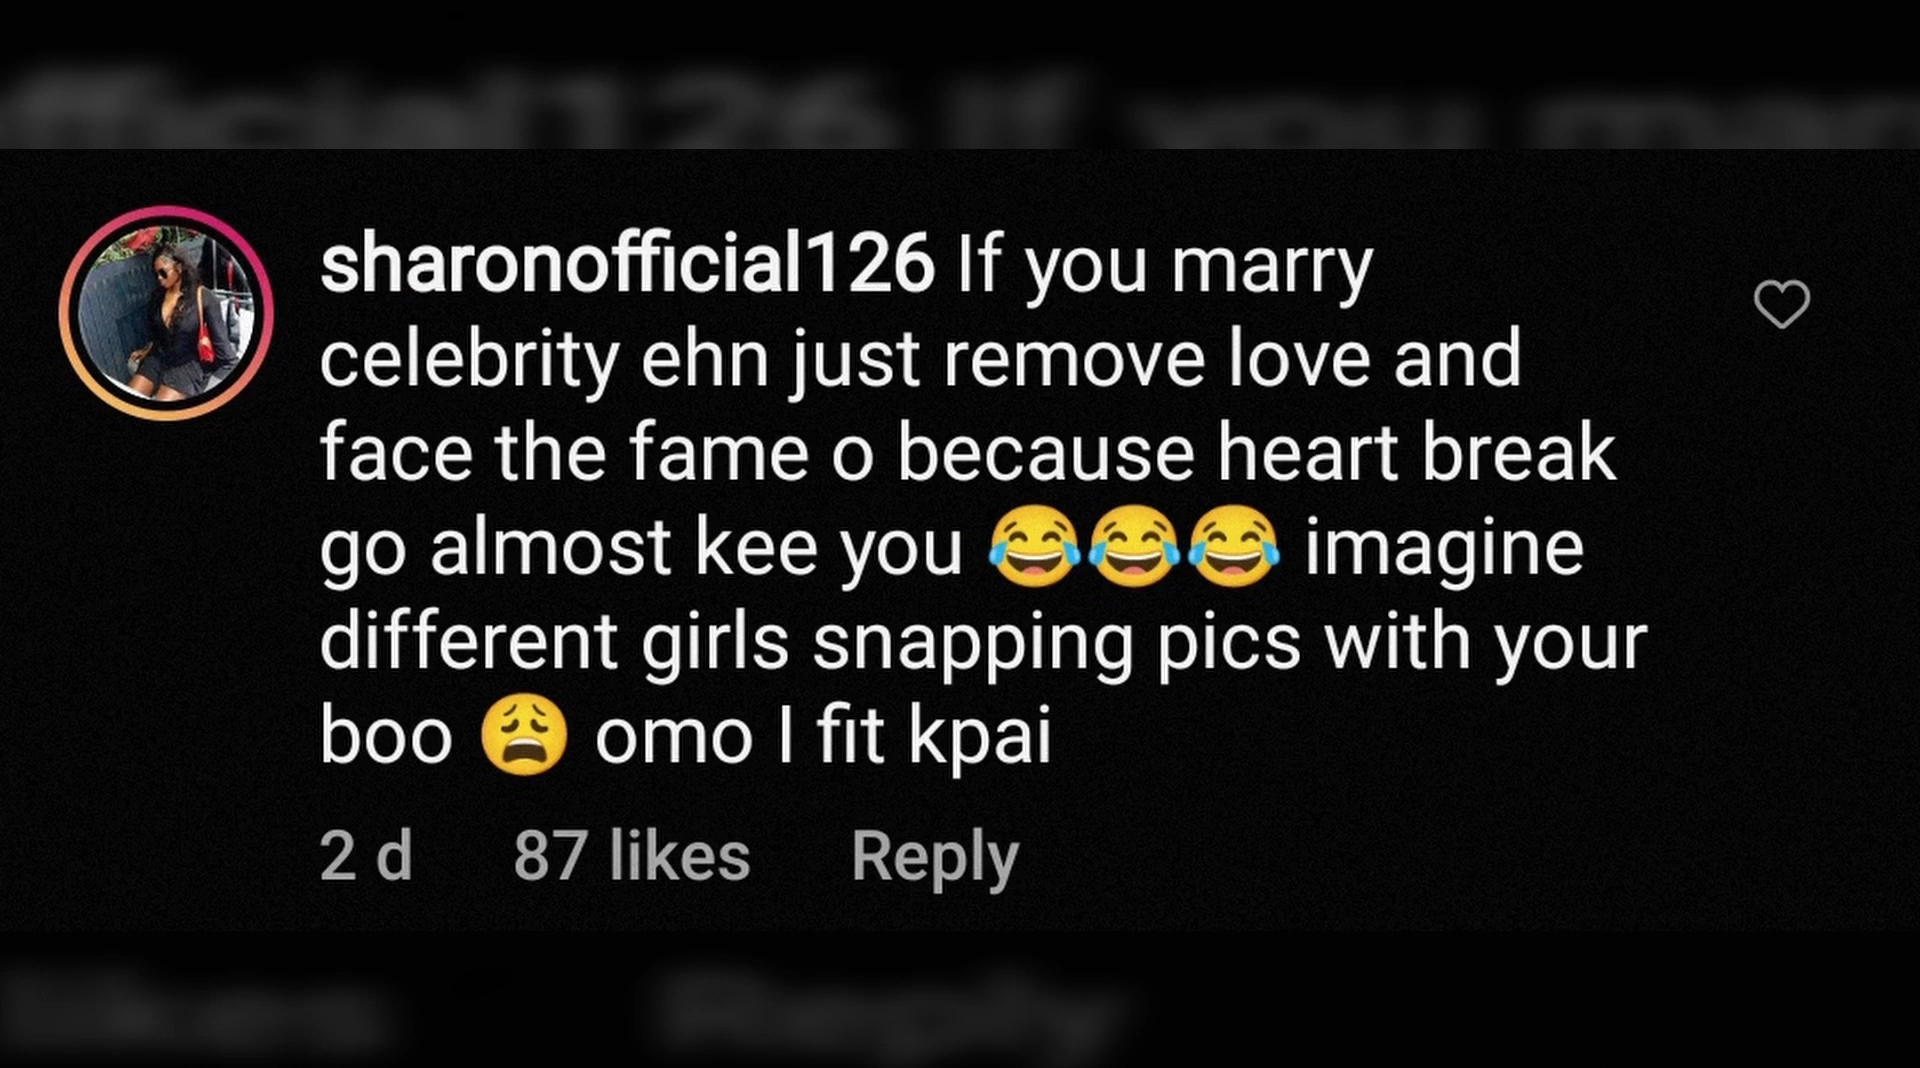 sharonofficial126 If you marry
celebrity ehn just remove love and
face the fame o because heart break
go almost kee you 😂😂😂 imagine
different girls snapping pics with your
boo 😩 omo I fit kpai
2 d 87 likes Reply